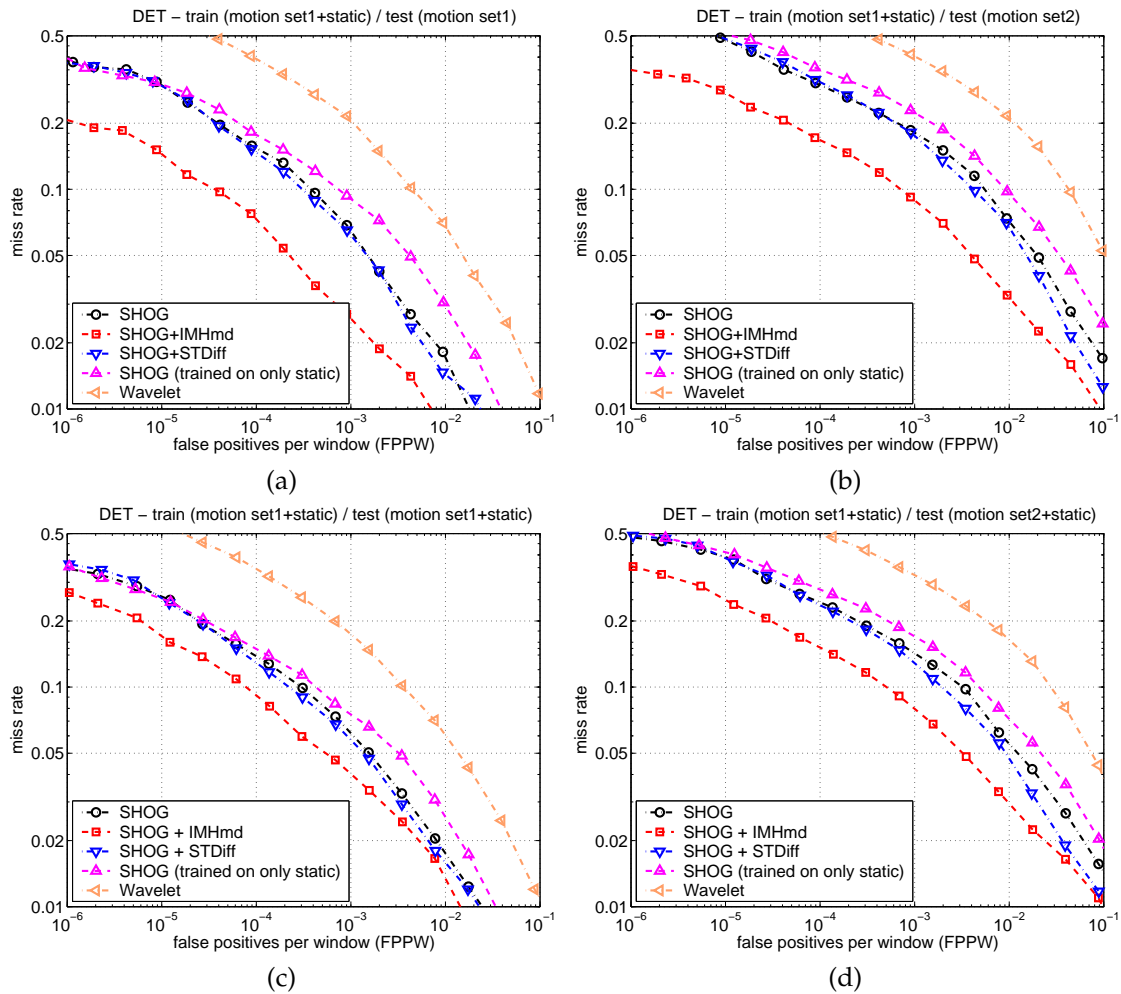 DET − train (motion set1+static) / test (motion set1)
0.5
0.2
0.1
0.05
0.02
0.01
miss rate
SHOG
SHOG+IMHmd
SHOG+STDiff
SHOG (trained on only static)
Wavelet
10^−6 10^−5 10^−4 10^−3 10^−2 10^−1
false positives per window (FPPW)
(a)
DET − train (motion set1+static) / test (motion set2)
0.5
0.2
0.1
0.05
0.02
0.01
miss rate
SHOG
SHOG+IMHmd
SHOG+STDiff
SHOG (trained on only static)
Wavelet
10^−6 10^−5 10^−4 10^−3 10^−2 10^−1
false positives per window (FPPW)
(b)
DET − train (motion set1+static) / test (motion set1+static)
0.5
0.2
0.1
0.05
0.02
0.01
miss rate
SHOG
SHOG + IMHmd
SHOG + STDiff
SHOG (trained on only static)
Wavelet
10^−6 10^−5 10^−4 10^−3 10^−2 10^−1
false positives per window (FPPW)
(c)
DET − train (motion set1+static) / test (motion set2+static)
0.5
0.2
0.1
0.05
0.02
0.01
miss rate
SHOG
SHOG + IMHmd
SHOG + STDiff
SHOG (trained on only static)
Wavelet
10^−6 10^−5 10^−4 10^−3 10^−2 10^−1
false positives per window (FPPW)
(d)